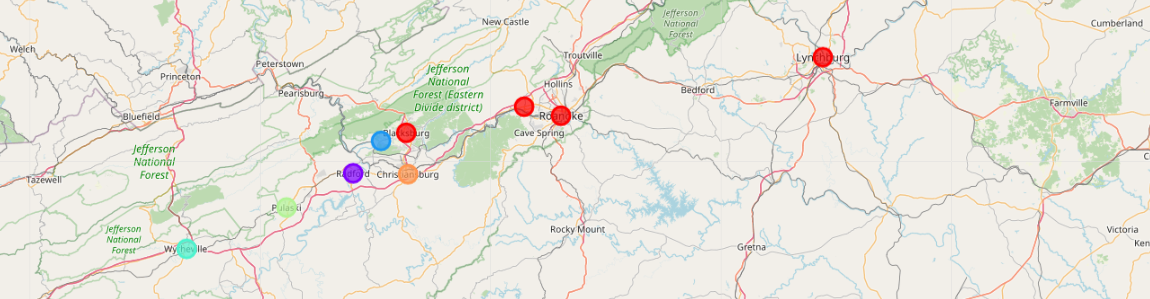 New Castle
Jefferson
National
Forest
Cumberland
Welch
Troutville
Lynchburg
Peterstown
Princeton
Jefferson
National
Forest (Eastern
Divide district)
Hollins
Bedford
Pearisburg
Farmville
Bluefield
Roanoke
Blacksburg
Cave Spring
Jefferson
National
Forest
Radford
Christiansburg
Tazewell
Pulaski
Jefferson
National
Forest
Rocky Mount
Victoria
Wytheville
Gretna
Ken
C